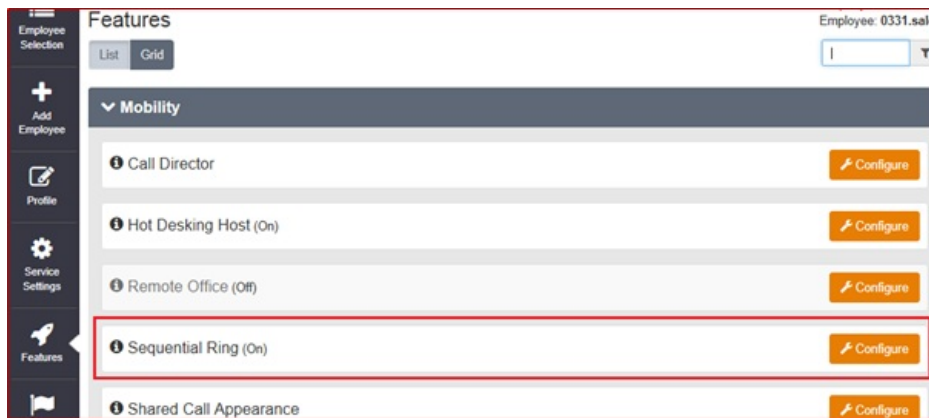 Employee
Selection
Add
Employee
Profile
Service
Settings
Features
Features
Employee: 0331.sal
List Grid
Mobility
Call Director Configure
Hot Desking Host (On) Configure
Remote Office (Off) Configure
Sequential Ring (On) Configure
Shared Call Appearance Configure